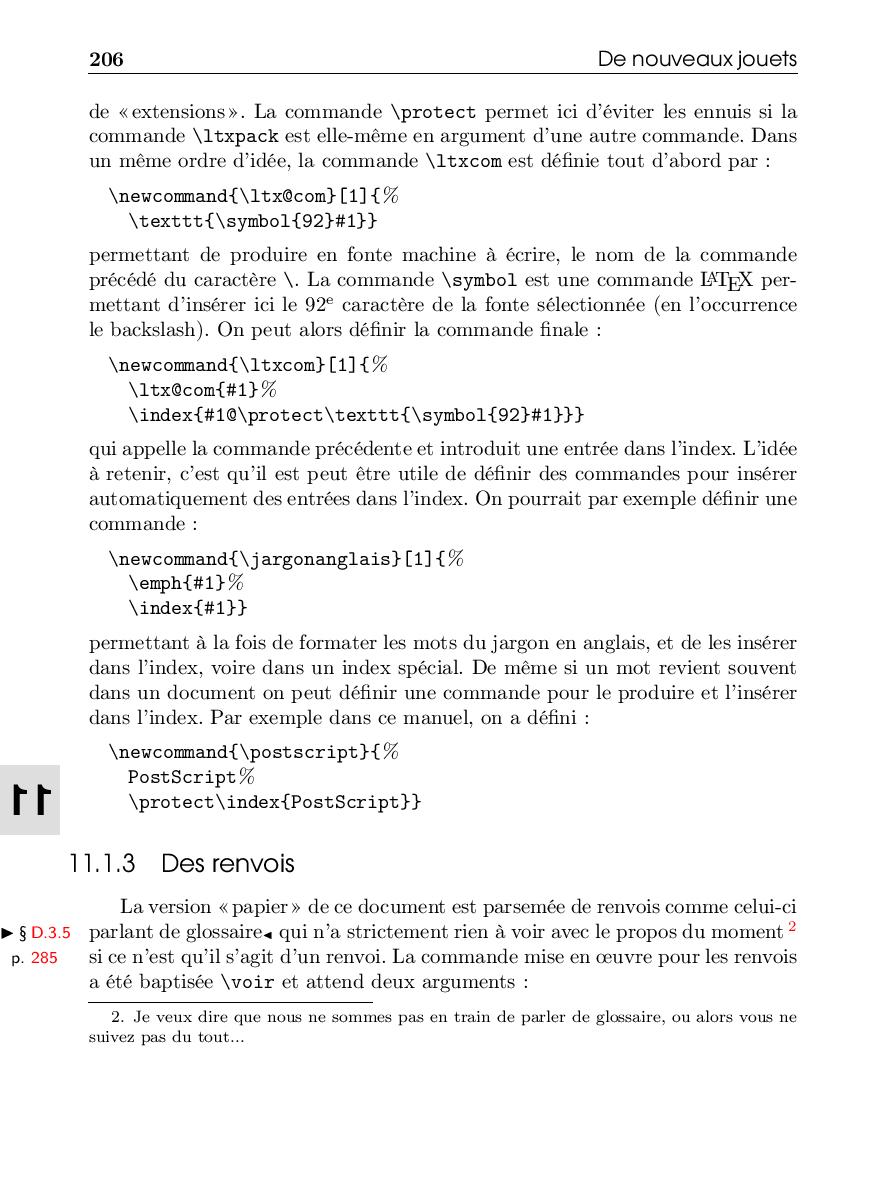 206 De nouveaux jouets
de « extensions ». La commande \protect permet ici d'éviter les ennuis si la
commande \ltxpack est elle-même en argument d'une autre commande. Dans
un même ordre d'idée, la commande \ltxcom est définie tout d'abord par :
\newcommand{\ltx@com}[1]{%
\texttt{\symbol{92}#1}}
permettant de produire en fonte machine à écrire, le nom de la commande
précédé du caractère \. La commande \symbol est une commande LATEX per-
mettant d'insérer ici le 92e caractère de la fonte sélectionnée (en l'occurrence
le backslash). On peut alors définir la commande finale :
\newcommand{\ltxcom}[1]{%
\ltx@com{#1}%
\index{#1@\protect\texttt{\symbol{92}#1}}}
qui appelle la commande précédente et introduit une entrée dans l'index. L'idée
à retenir, c'est qu'il est peut être utile de définir des commandes pour insérer
automatiquement des entrées dans l'index. On pourrait par exemple définir une
commande :
\newcommand{\jargonanglais}[1]{%
\emph{#1}%
\index{#1}}
permettant à la fois de formater les mots du jargon en anglais, et de les insérer
dans l'index, voire dans un index spécial. De même si un mot revient souvent
dans un document on peut définir une commande pour le produire et l'insérer
dans l'index. Par exemple dans ce manuel, on a défini :
\newcommand{\postscript}{%
PostScript%
\protect\index{PostScript}}
11
11.1.3 Des renvois
La version « papier » de ce document est parsemée de renvois comme celui-ci
▶ § D.3.5 parlant de glossaire◀ qui n'a strictement rien à voir avec le propos du moment 2
p. 285 si ce n'est qu'il s'agit d'un renvoi. La commande mise en œuvre pour les renvois
a été baptisée \voir et attend deux arguments :
2. Je veux dire que nous ne sommes pas en train de parler de glossaire, ou alors vous ne
suivez pas du tout...